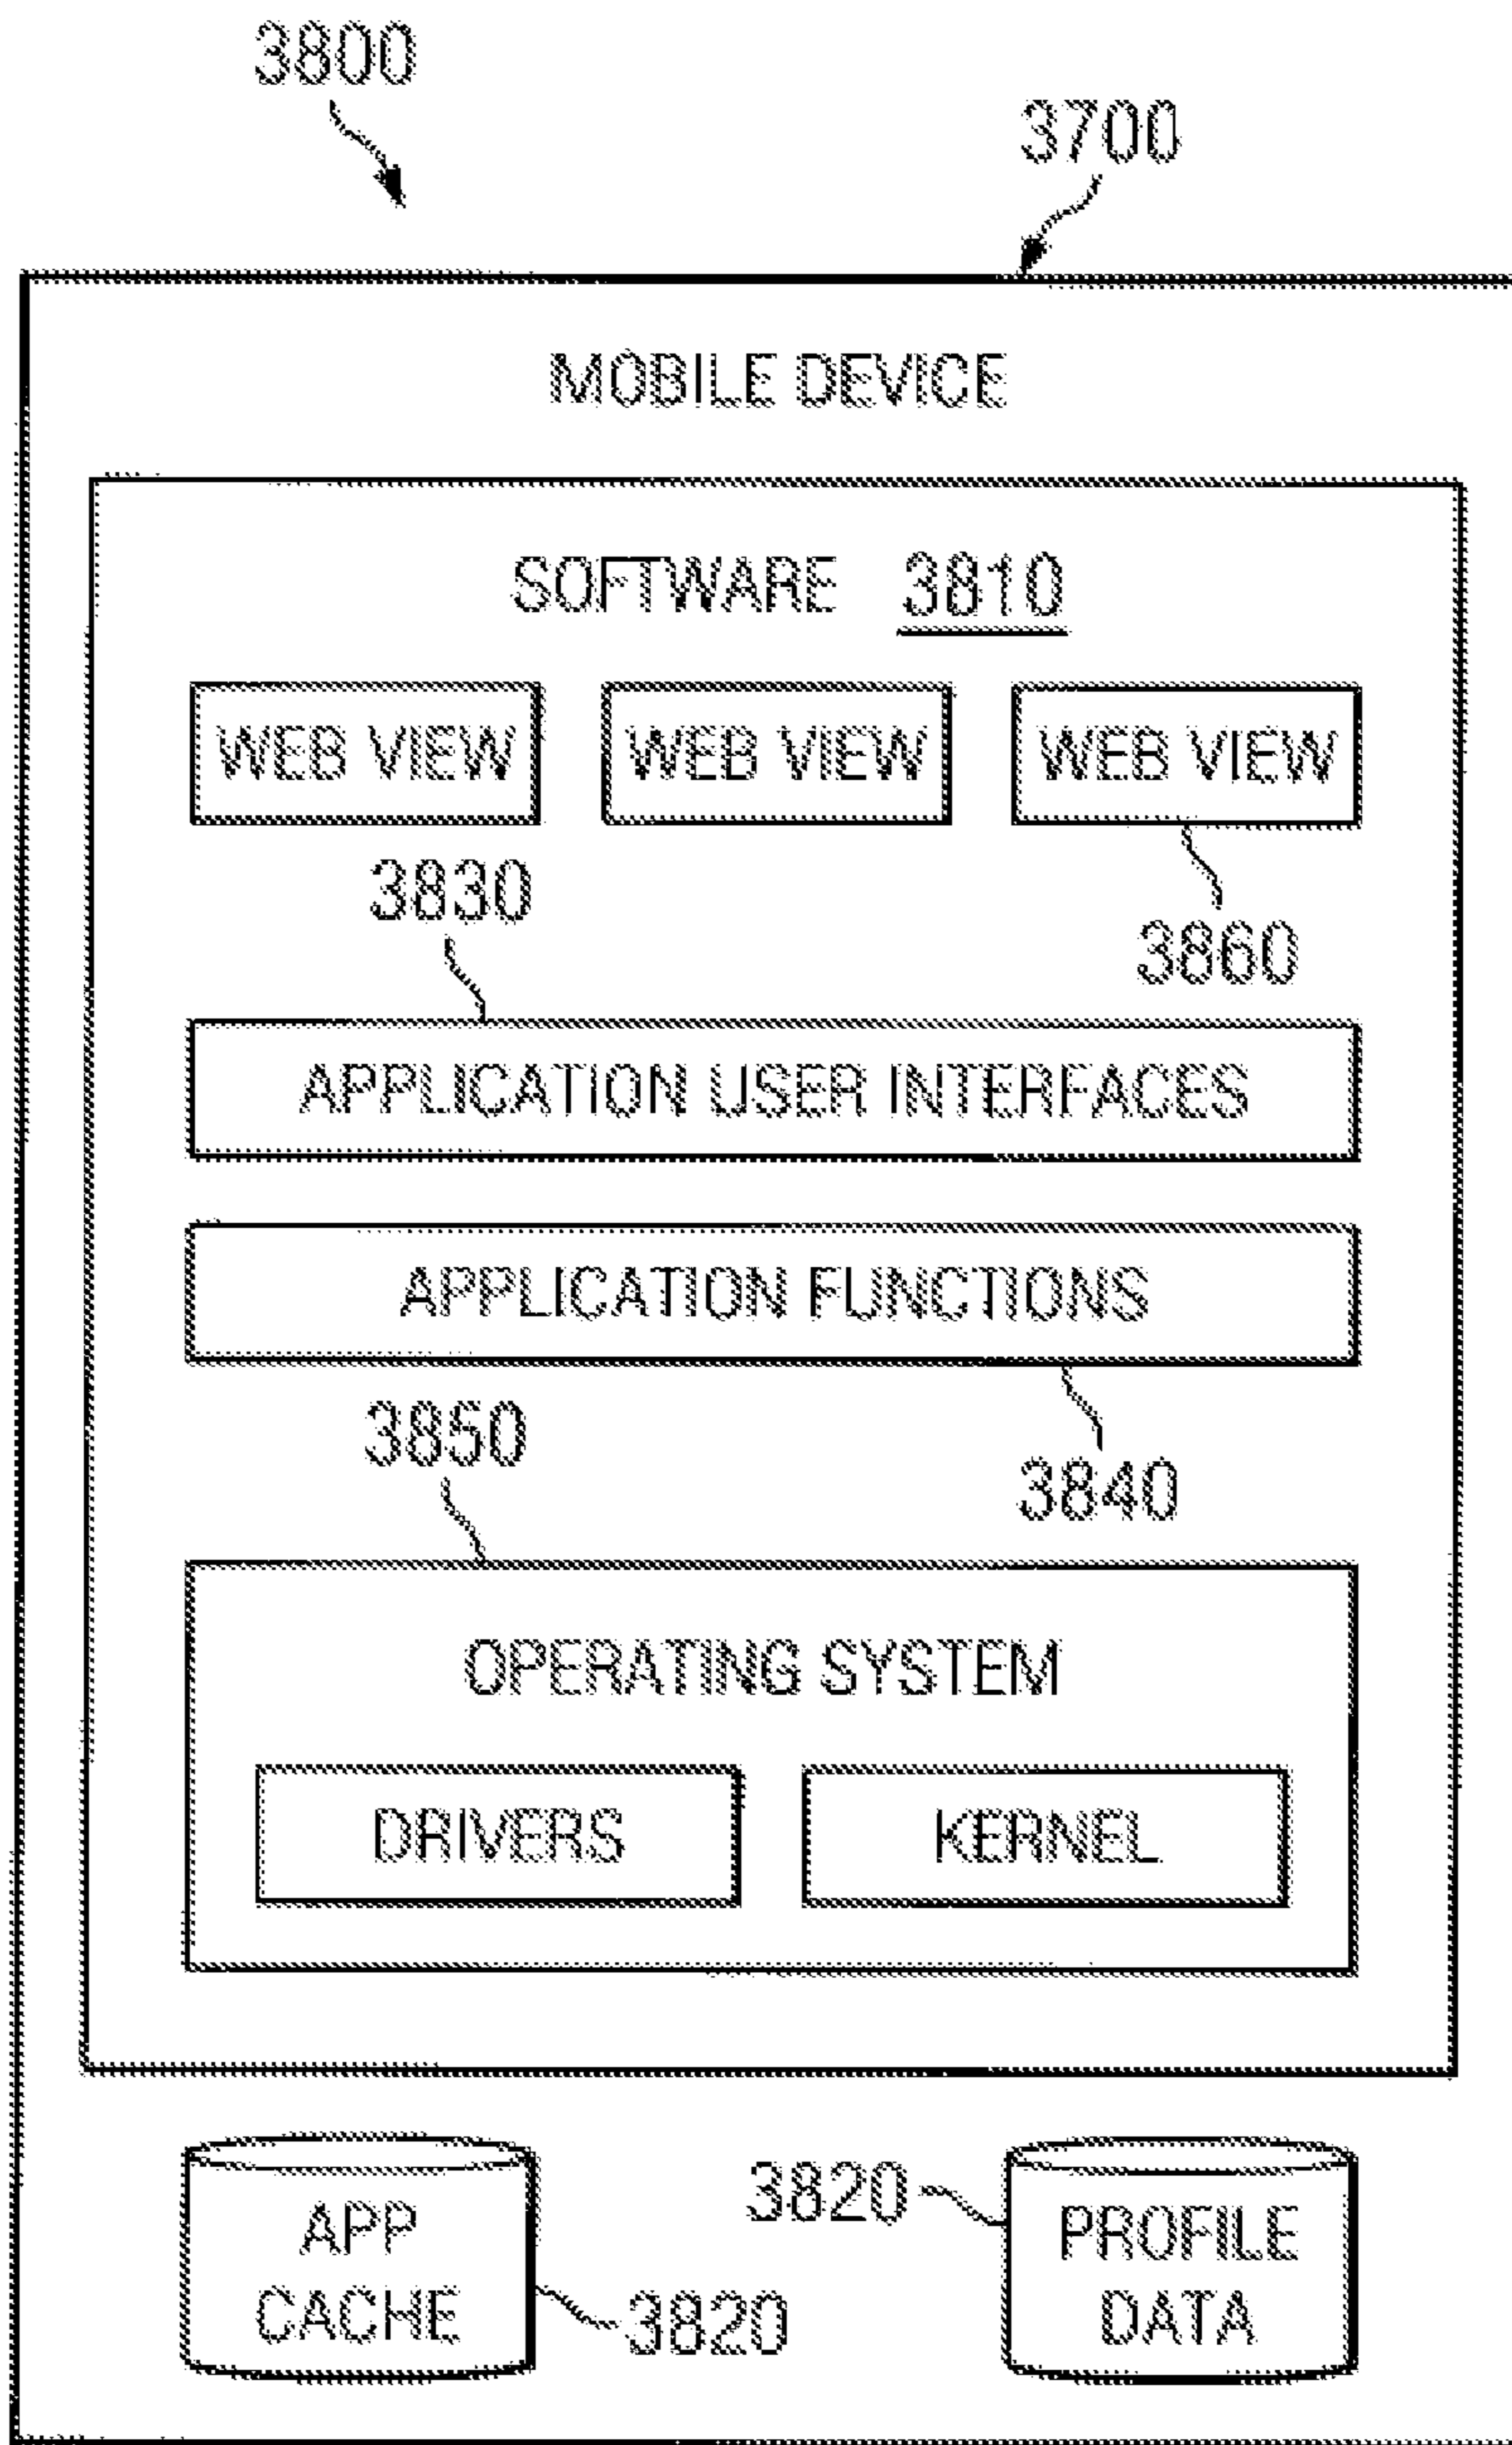 3800
3700
MOBILE DEVICE
SOFTWARE 3810
WEB VIEW WEB VIEW WEB VIEW
3830
3860
APPLICATION USER INTERFACES
APPLICATION FUNCTIONS
3850
3840
OPERATING SYSTEM
DRIVERS KERNEL
APP
CACHE
3820
3820
PROFILE
DATA